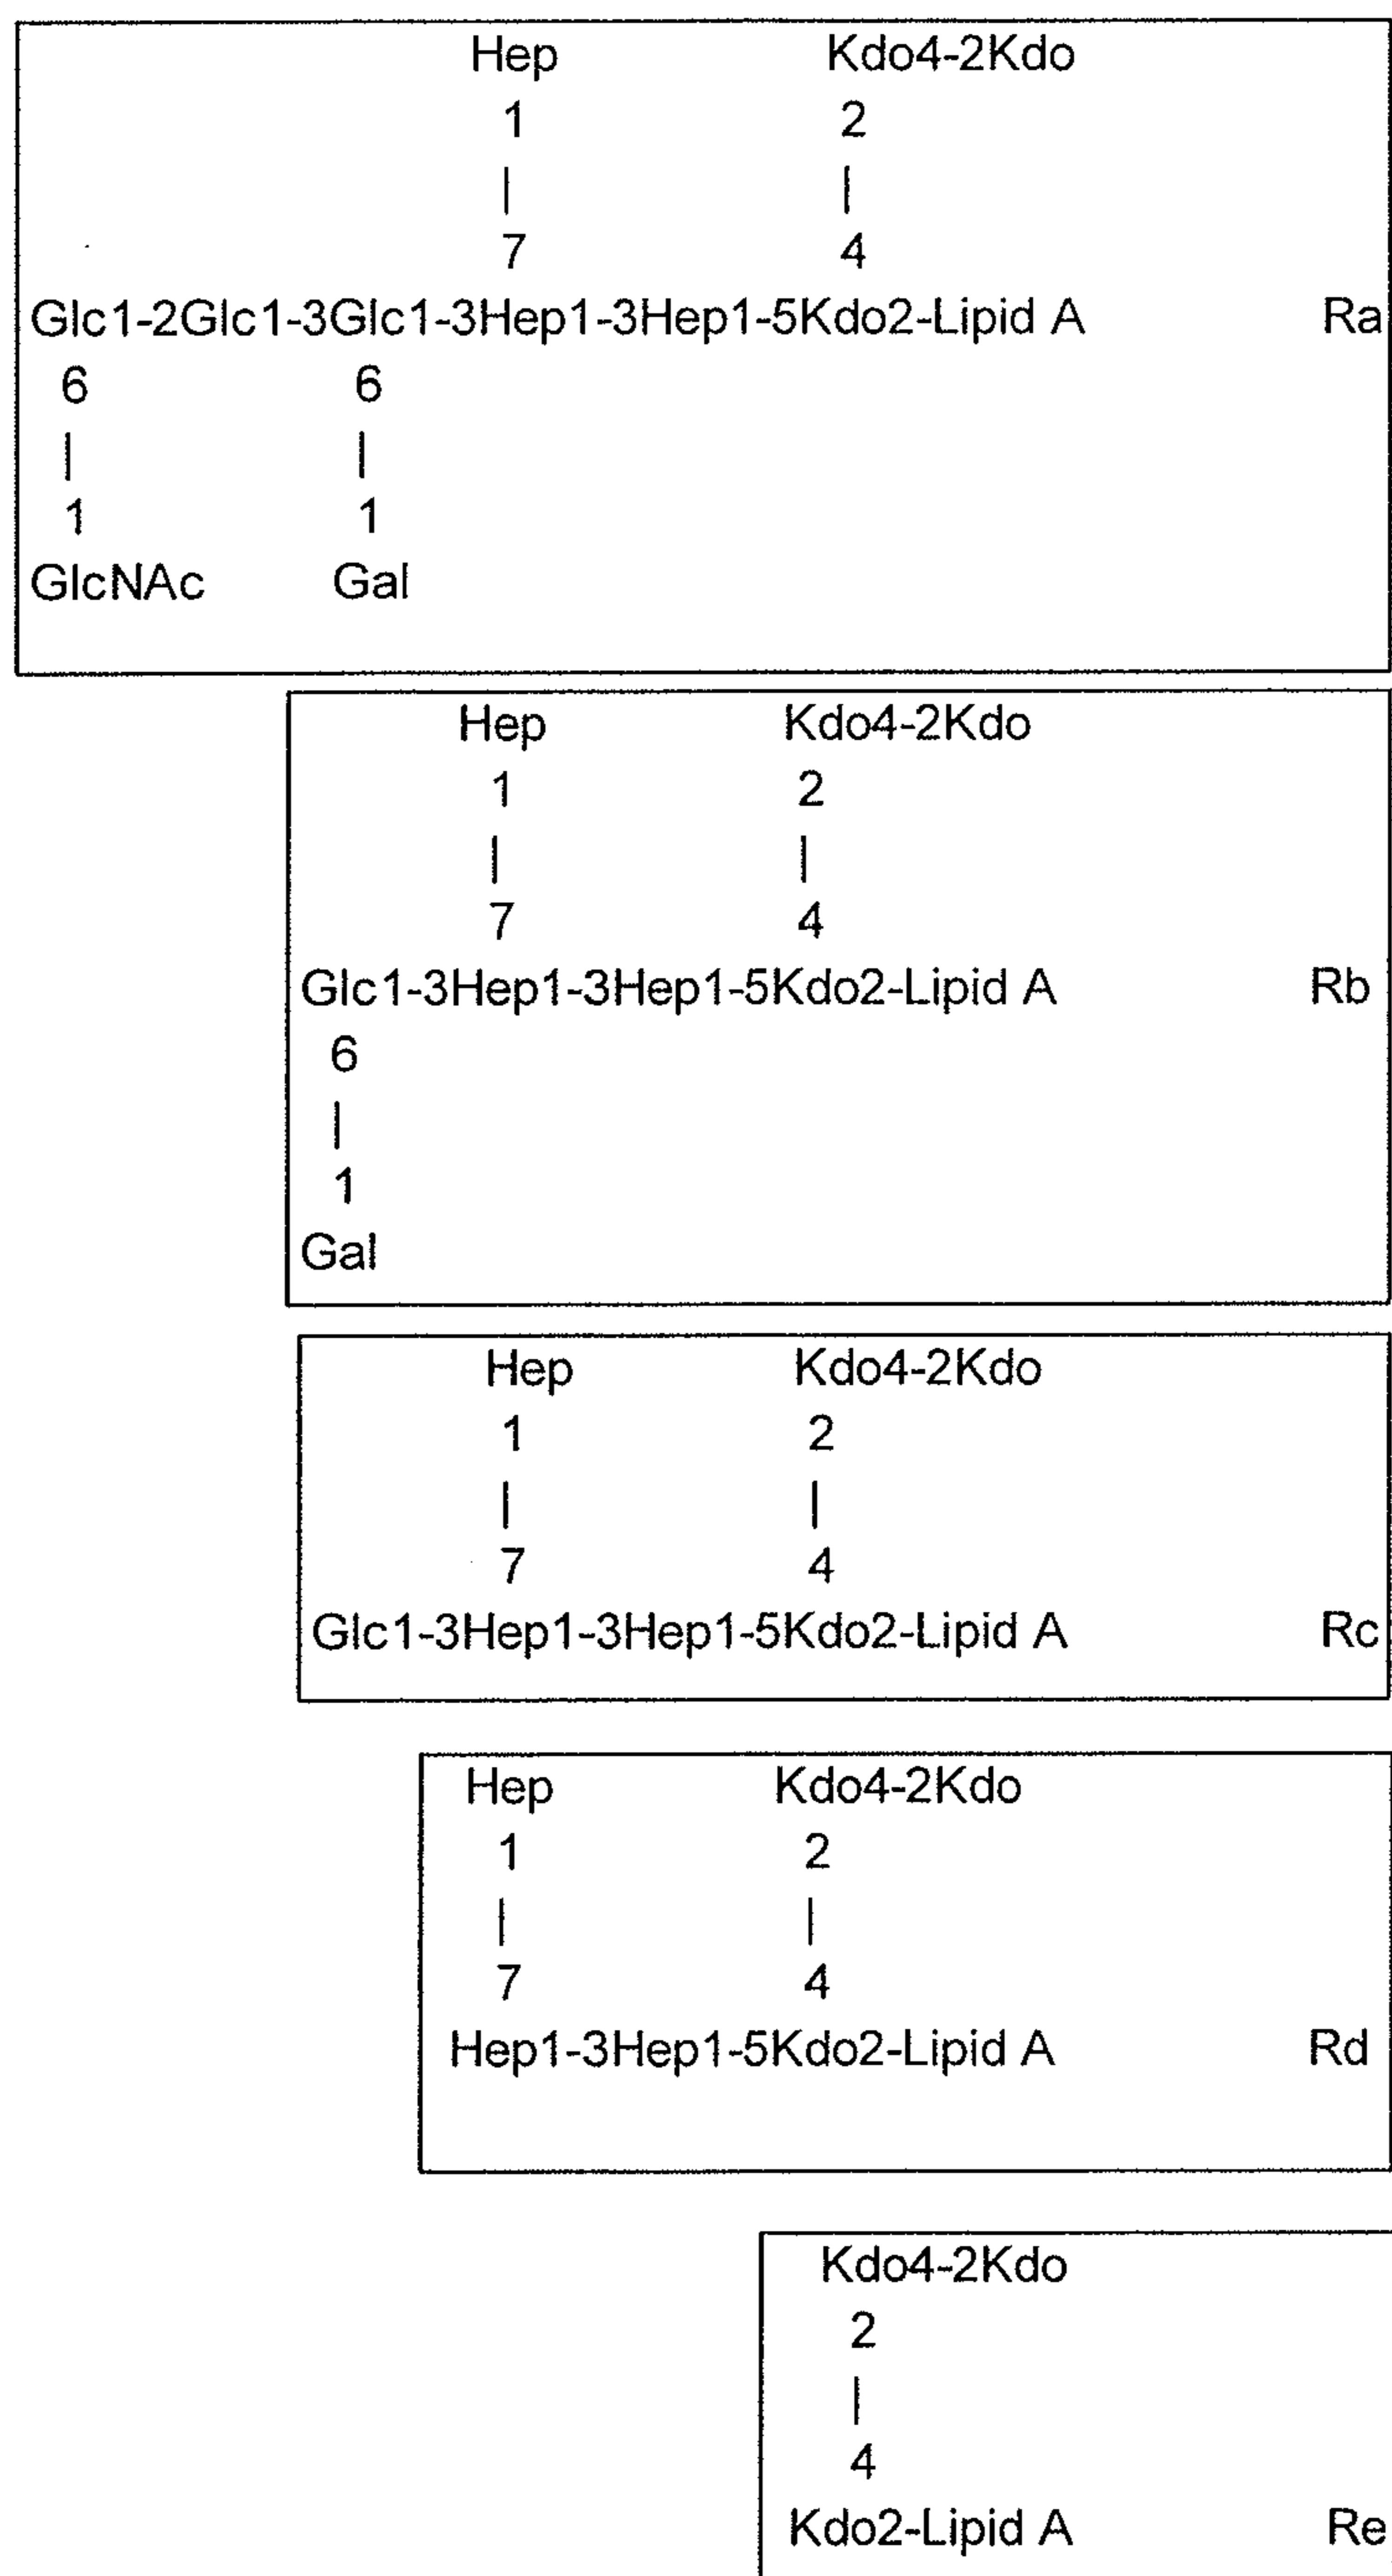 Hep Kdo4-2Kdo
1 2
| |
7 4
Glc1-2Glc1-3Glc1-3Hep1-3Hep1-5Kdo2-Lipid A Ra
6 6
| |
1 1
GlcNAc Gal
Hep Kdo4-2Kdo
1 2
| |
7 4
Glc1-3Hep1-3Hep1-5Kdo2-Lipid A Rb
6
|
1
Gal
Hep Kdo4-2Kdo
1 2
| |
7 4
Glc1-3Hep1-3Hep1-5Kdo2-Lipid A Rc
Hep Kdo4-2Kdo
1 2
| |
7 4
Hep1-3Hep1-5Kdo2-Lipid A Rd
Kdo4-2Kdo
2
|
4
Kdo2-Lipid A Re